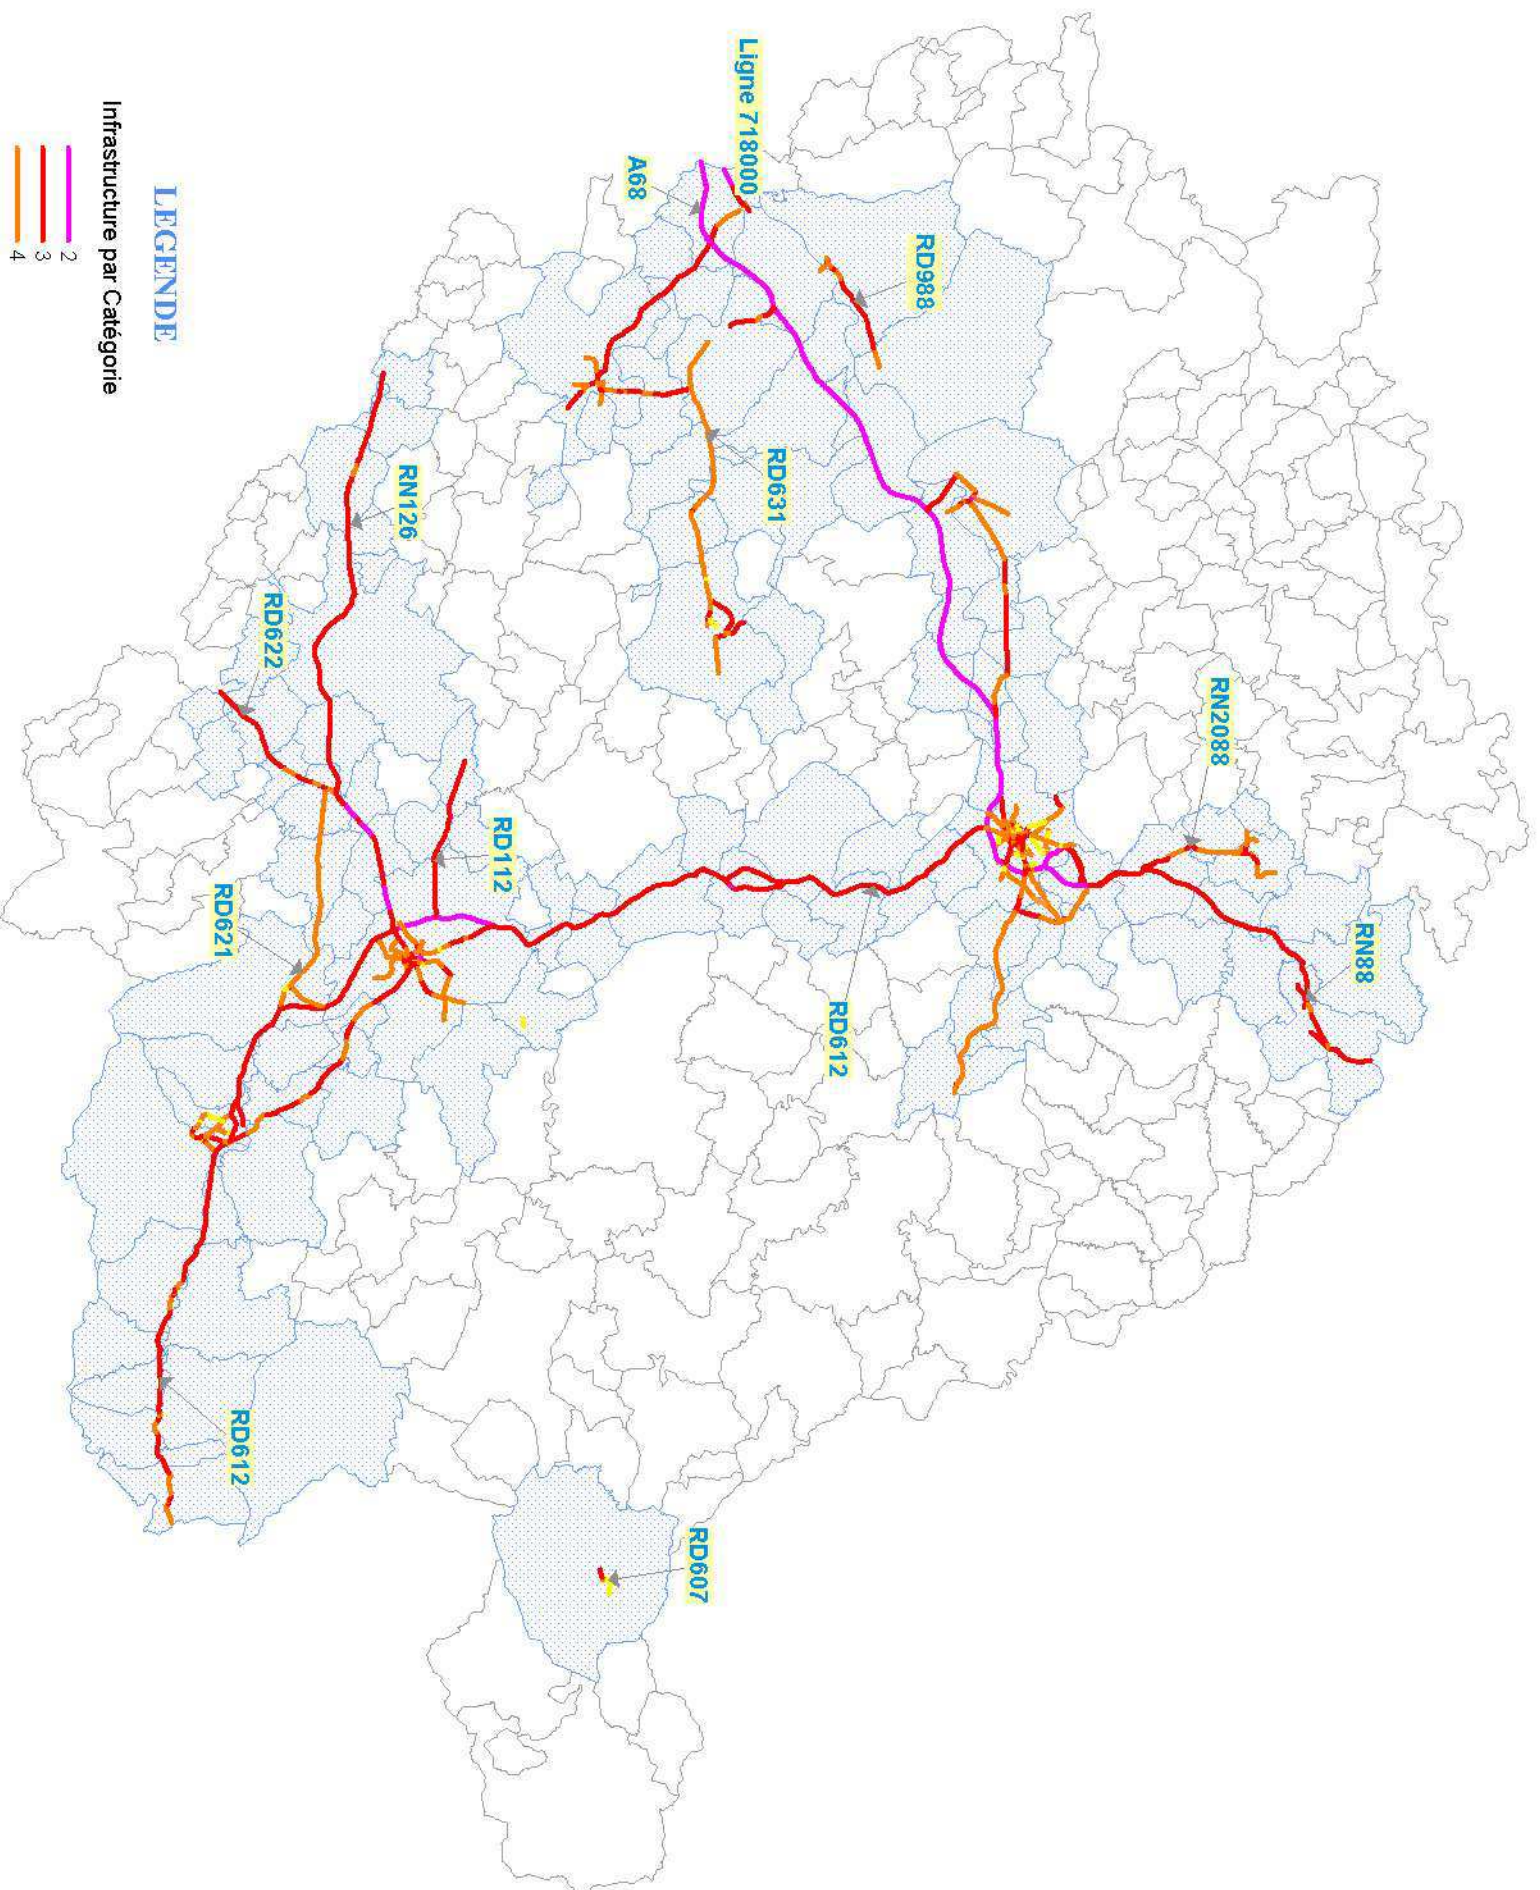 RN88
RN2088
RD988
Ligne 718000
A68
RD631
RD612
RD607
RN126
RD112
RD622
RD621
RD612
LEGENDE
Infrastructure par Catégorie
2
3
4